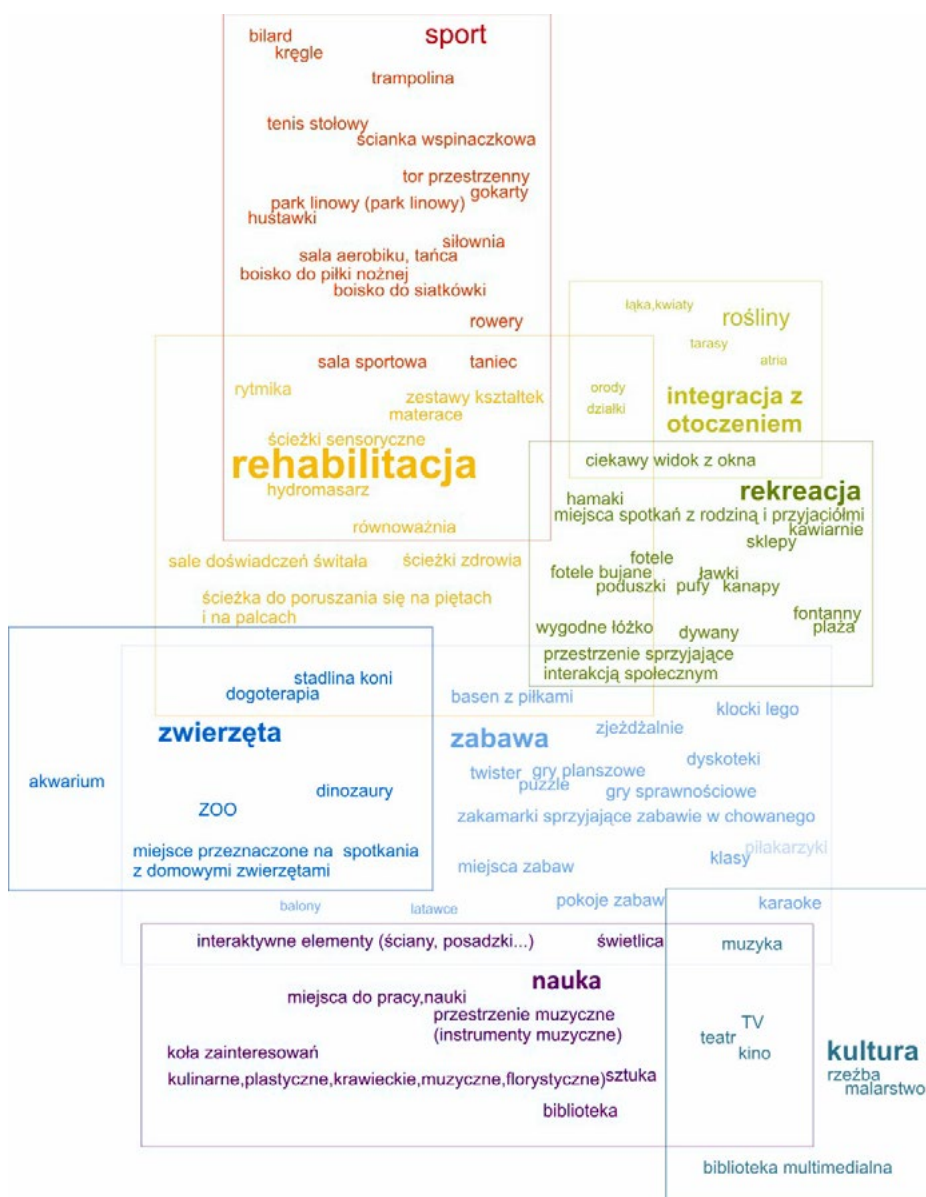 bilard
sport
kręgle
trampolina
tenis stołowy
ścianka wspinaczkowa
tor przestrzenny
gokarty
park linowy (park linowy)
huśtawki
siłownia
sala aerobiku, tańca
boisko do piłki nożnej
boisko do siatkówki
rowery
sala sportowa
taniec
łąka,kwiaty
rośliny
tarasy
atria
orody
działki
integracja z
otoczeniem
rytmika
zestawy kształtek
materace
ścieżki sensoryczne
rehabilitacja
hydromasarz
równoważnia
sale doświadczeń świtała
ścieżki zdrowia
ścieżka do poruszania się na piętach
i na palcach
ciekawy widok z okna
rekreacja
hamaki
miejsca spotkań z rodziną i przyjaciółmi
kawiarnie
sklepy
fotele
fotele bujane
ławki
poduszki
pufy
kanapy
fontanny
plaża
wygodne łóżko
dywany
przestrzenie sprzyjające
interakcją społecznym
stadlina koni
dogoterapia
zwierzęta
akwarium
dinozaury
ZOO
miejsce przeznaczone na spotkania
z domowymi zwierzętami
basen z piłkami
klocki lego
zjeżdżalnie
zabawa
dyskoteki
twister
gry planszowe
puzzle
gry sprawnościowe
zakamarki sprzyjające zabawie w chowanego
piłakarzyki
klasy
miejsca zabaw
pokoje zabaw
karaoke
balony
latawce
interaktywne elementy (ściany, posadzki...)
świetlica
muzyka
nauka
miejsca do pracy,nauki
przestrzenie muzyczne
(instrumenty muzyczne)
koła zainteresowań
kulinarne,plastyczne,krawieckie,muzyczne,florystyczne)
sztuka
biblioteka
TV
teatr
kino
kultura
rzeźba
malarstwo
biblioteka multimedialna